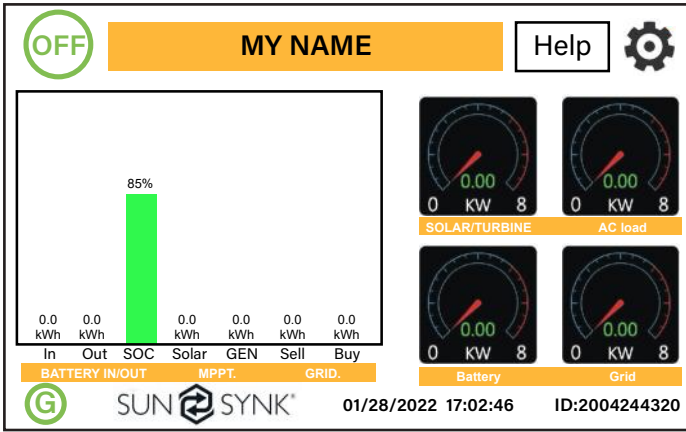 OFF
MY NAME
Help
85%
0.0 0.0 0.0 0.0 0.0 0.0
kWh kWh kWh kWh kWh kWh
In Out SOC Solar GEN Sell Buy
BATTERY IN/OUT MPPT. GRID.
0.00
0 KW 8
SOLAR/TURBINE
0.00
0 KW 8
AC load
0.00
0 KW 8
Battery
0.00
0 KW 8
Grid
G
SUN SYNK
01/28/2022 17:02:46
ID:2004244320